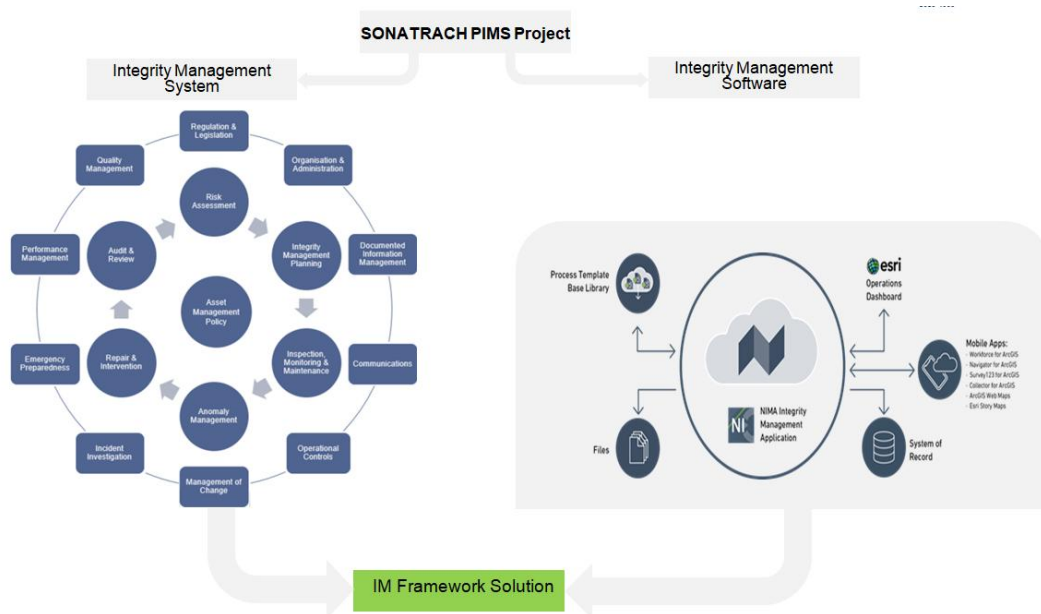 SONATRACH PIMS Project
Integrity Management
System
Integrity Management
Software
Regulation &
Legislation
Quality
Management
Organisation &
Administration
Risk
Assessment
Performance
Management
Audit &
Review
Integrity
Management
Planning
Documented
Information
Management
Asset
Management
Policy
Emergency
Preparedness
Repair &
Intervention
Inspection,
Monitoring &
Maintenance
Communications
Anomaly
Management
Incident
Investigation
Operational
Controls
Management of
Change
Process Template
Base Library
esri
Operations
Dashboard
Mobile Apps:
- Workforce for ArcGIS
- Navigator for ArcGIS
- Survey123 for ArcGIS
- Collector for ArcGIS
- ArcGIS Web Maps
- Esri Story Maps
NIMA Integrity
Management
Application
Files
System of
Record
IM Framework Solution